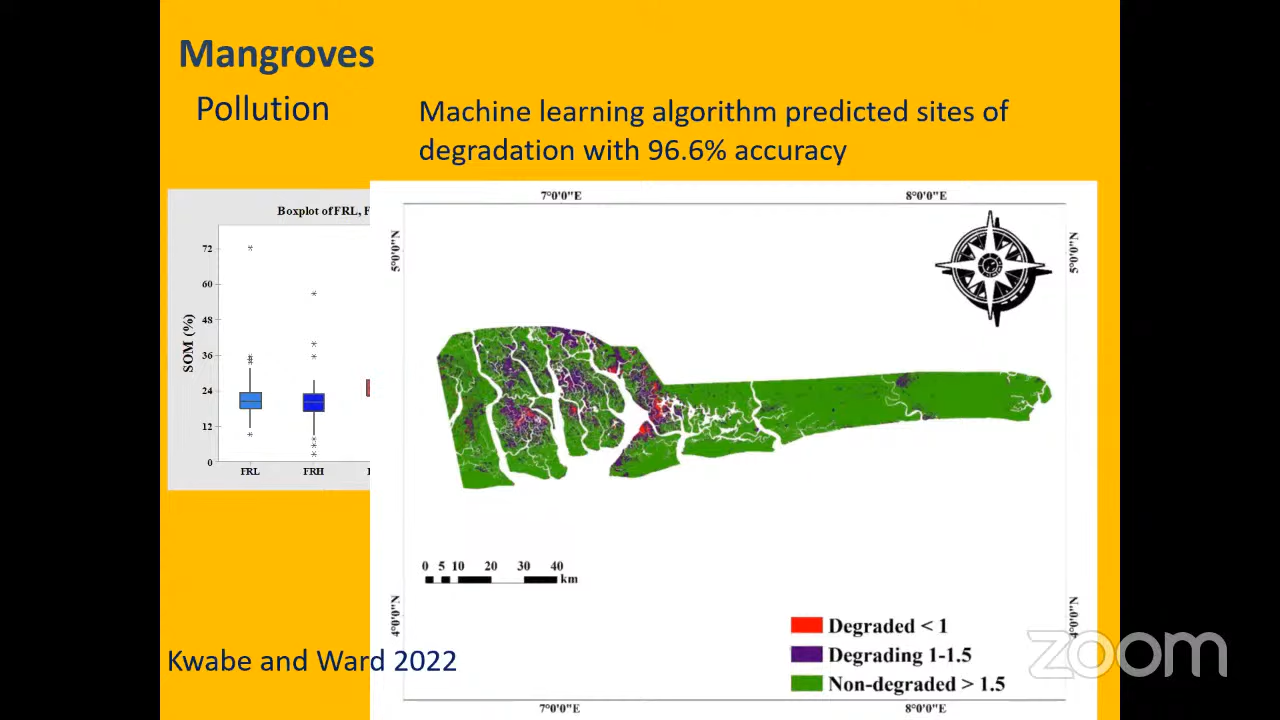 Mangroves
Pollution
Machine learning algorithm predicted sites of
degradation with 96.6% accuracy
Boxplot of FRL, F
SOM (%)
72
60
48
36
24
12
0
FRL
FRH
7°0'0"E
8°0'0"E
5°0'0"N
5°0'0"N
0 5 10 20 30 40
km
4°0'0"N
4°0'0"N
Degraded < 1
Degrading 1-1.5
Non-degraded > 1.5
7°0'0"E
8°0'0"E
Kwabe and Ward 2022
zoom